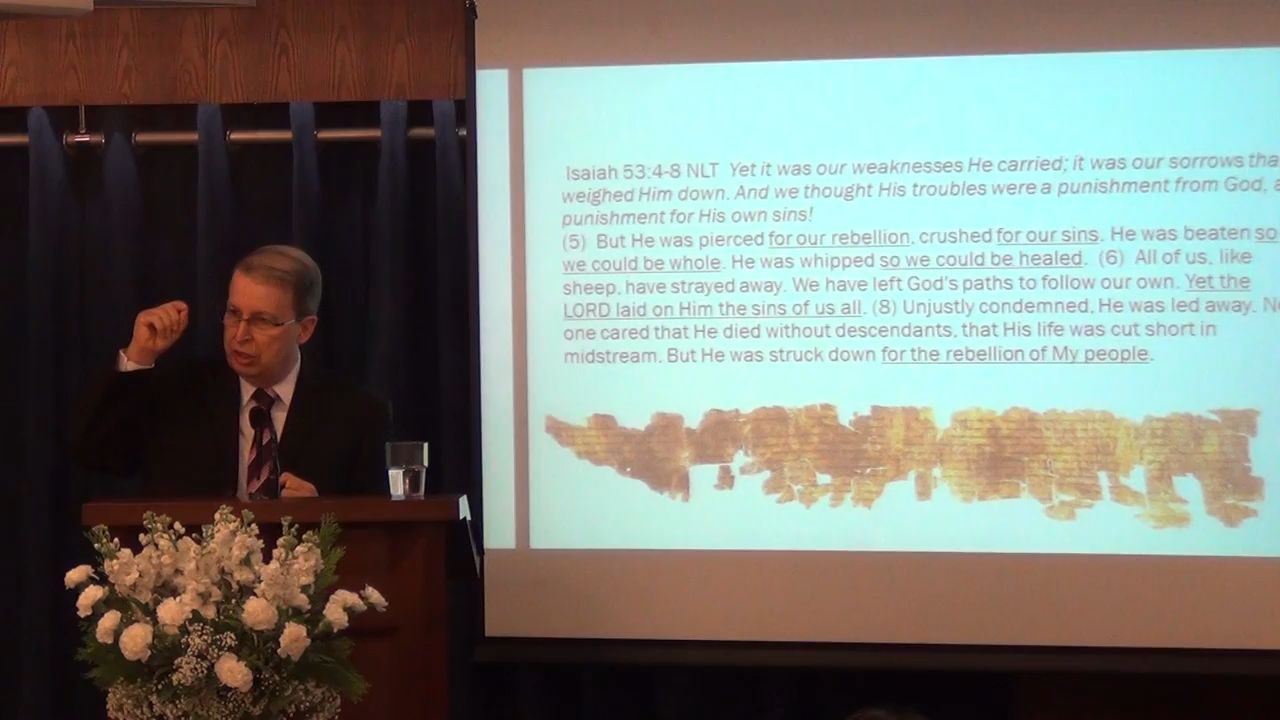 Isaiah 53:4-8 NLT Yet it was our weaknesses He carried; it was our sorrows tha
weighed Him down. And we thought His troubles were a punishment from God, a
punishment for His own sins!
(5) But He was pierced for our rebellion, crushed for our sins. He was beaten so
we could be whole. He was whipped so we could be healed. (6) All of us, like
sheep, have strayed away. We have left God's paths to follow our own. Yet the
LORD laid on Him the sins of us all. (8) Unjustly condemned, He was led away. N
one cared that He died without descendants, that His life was cut short in
midstream. But He was struck down for the rebellion of My people.